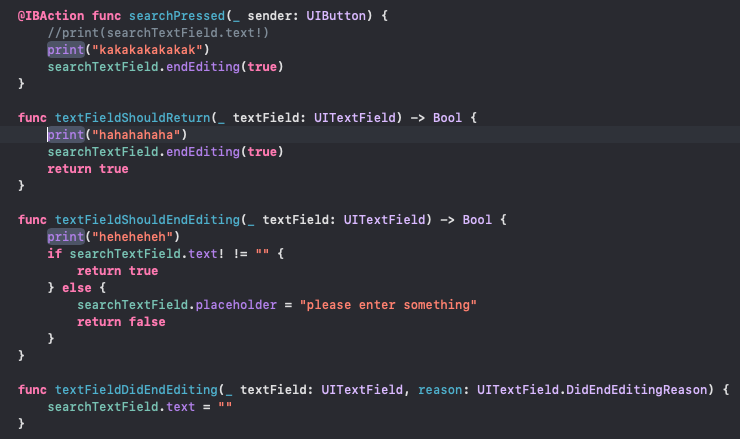 @IBAction func searchPressed(_ sender: UIButton) {
    //print(searchTextField.text!)
    print("kakakakakakak")
    searchTextField.endEditing(true)
}

func textFieldShouldReturn(_ textField: UITextField) -> Bool {
    print("hahahahaha")
    searchTextField.endEditing(true)
    return true
}

func textFieldShouldEndEditing(_ textField: UITextField) -> Bool {
    print("heheheheh")
    if searchTextField.text! != "" {
        return true
    } else {
        searchTextField.placeholder = "please enter something"
        return false
    }
}

func textFieldDidEndEditing(_ textField: UITextField, reason: UITextField.DidEndEditingReason) {
    searchTextField.text = ""
}